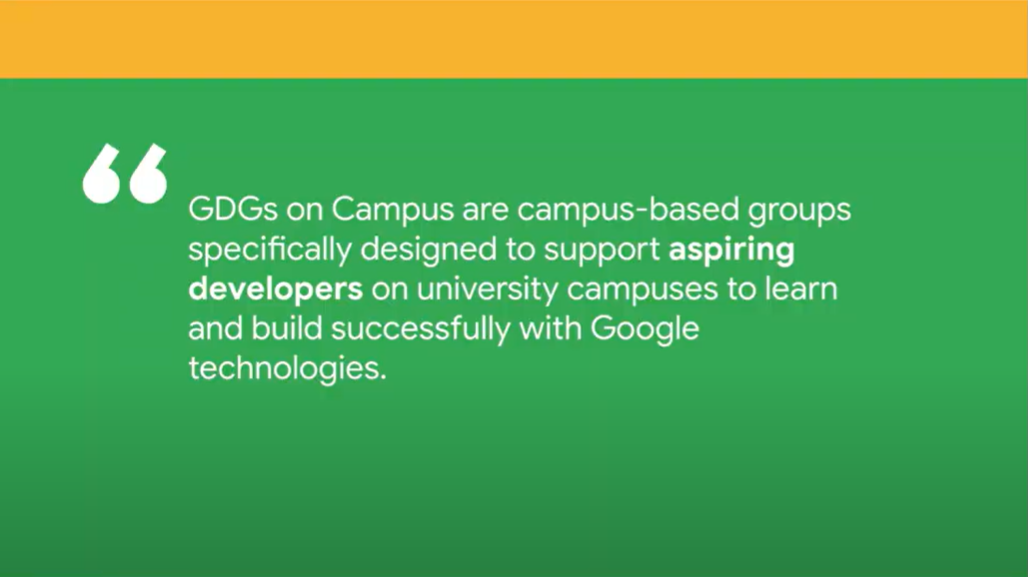 GDGs on Campus are campus-based groups
specifically designed to support aspiring
developers on university campuses to learn
and build successfully with Google
technologies.